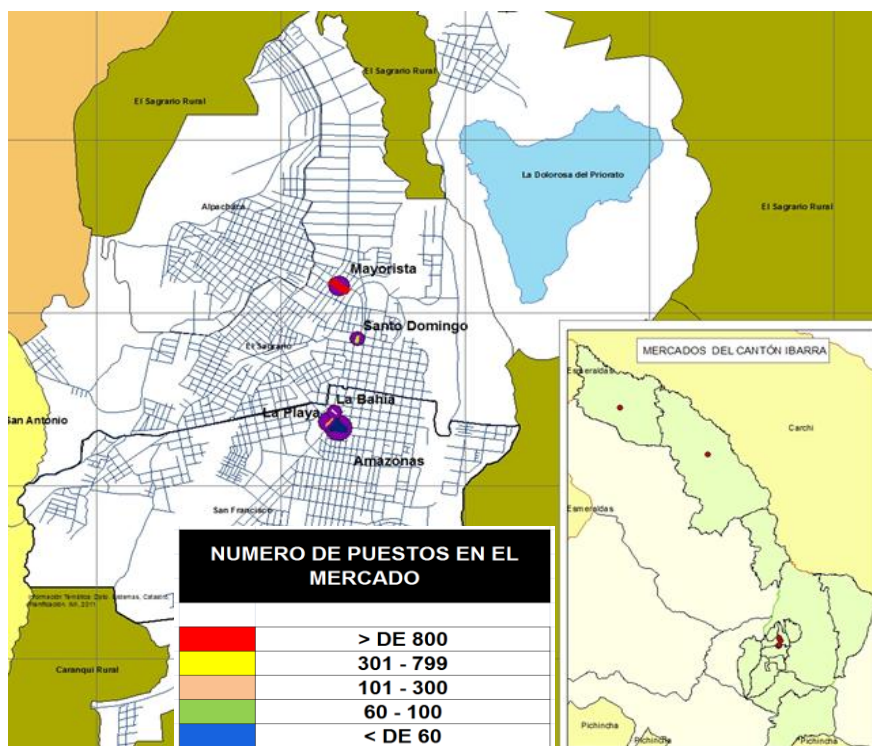 El Sagrario Rural
El Sagrario Rural
La Dolorosa del Priorato
El Sagrario Rural
Alpachaca
Mayorista
Santo Domingo
El Sagrario
La Bahia
La Playa
San Antonio
Amazonas
San Francisco
MERCADOS DEL CANTÓN IBARRA
Esmeraldas
Carchi
Esmeraldas
Pichincha
Pichincha
Pichincha
NUMERO DE PUESTOS EN EL
MERCADO
> DE 800
301 - 799
101 - 300
60 - 100
< DE 60
Caranqui Rural